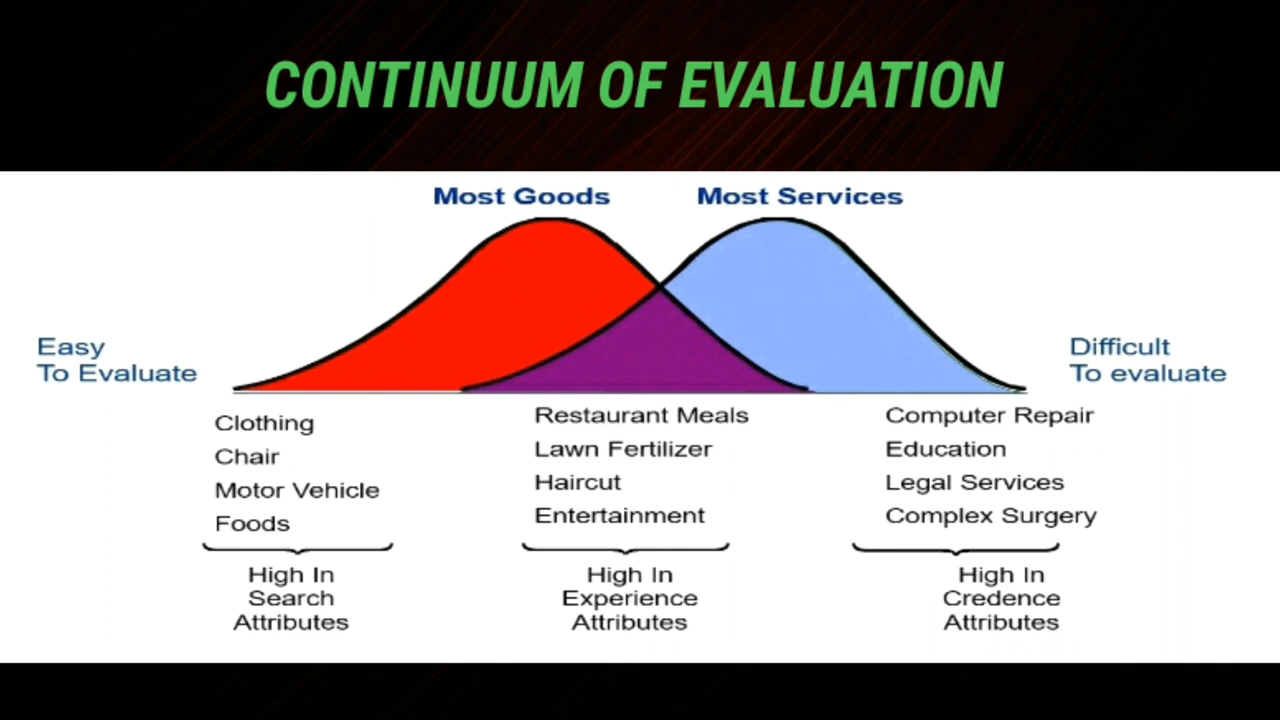 CONTINUUM OF EVALUATION
Most Goods
Most Services
Easy
To Evaluate
Difficult
To evaluate
Clothing
Chair
Motor Vehicle
Foods
High In
Search
Attributes
Restaurant Meals
Lawn Fertilizer
Haircut
Entertainment
High In
Experience
Attributes
Computer Repair
Education
Legal Services
Complex Surgery
High In
Credence
Attributes